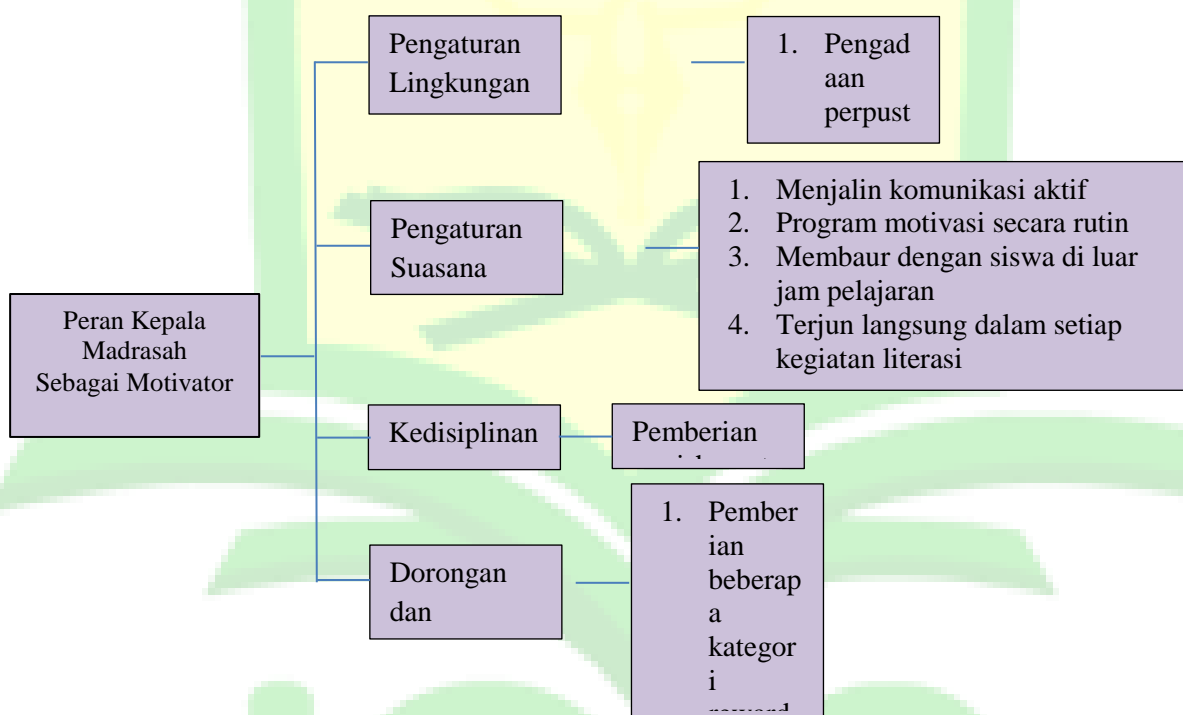 Pengaturan
Lingkungan
1. Pengad
aan
perpust
Pengaturan
Suasana
1. Menjalin komunikasi aktif
2. Program motivasi secara rutin
3. Membaur dengan siswa di luar
jam pelajaran
4. Terjun langsung dalam setiap
kegiatan literasi
Peran Kepala
Madrasah
Sebagai Motivator
Kedisiplinan
Pemberian
Dorongan
dan
1. Pember
ian
beberap
a
kategor
i